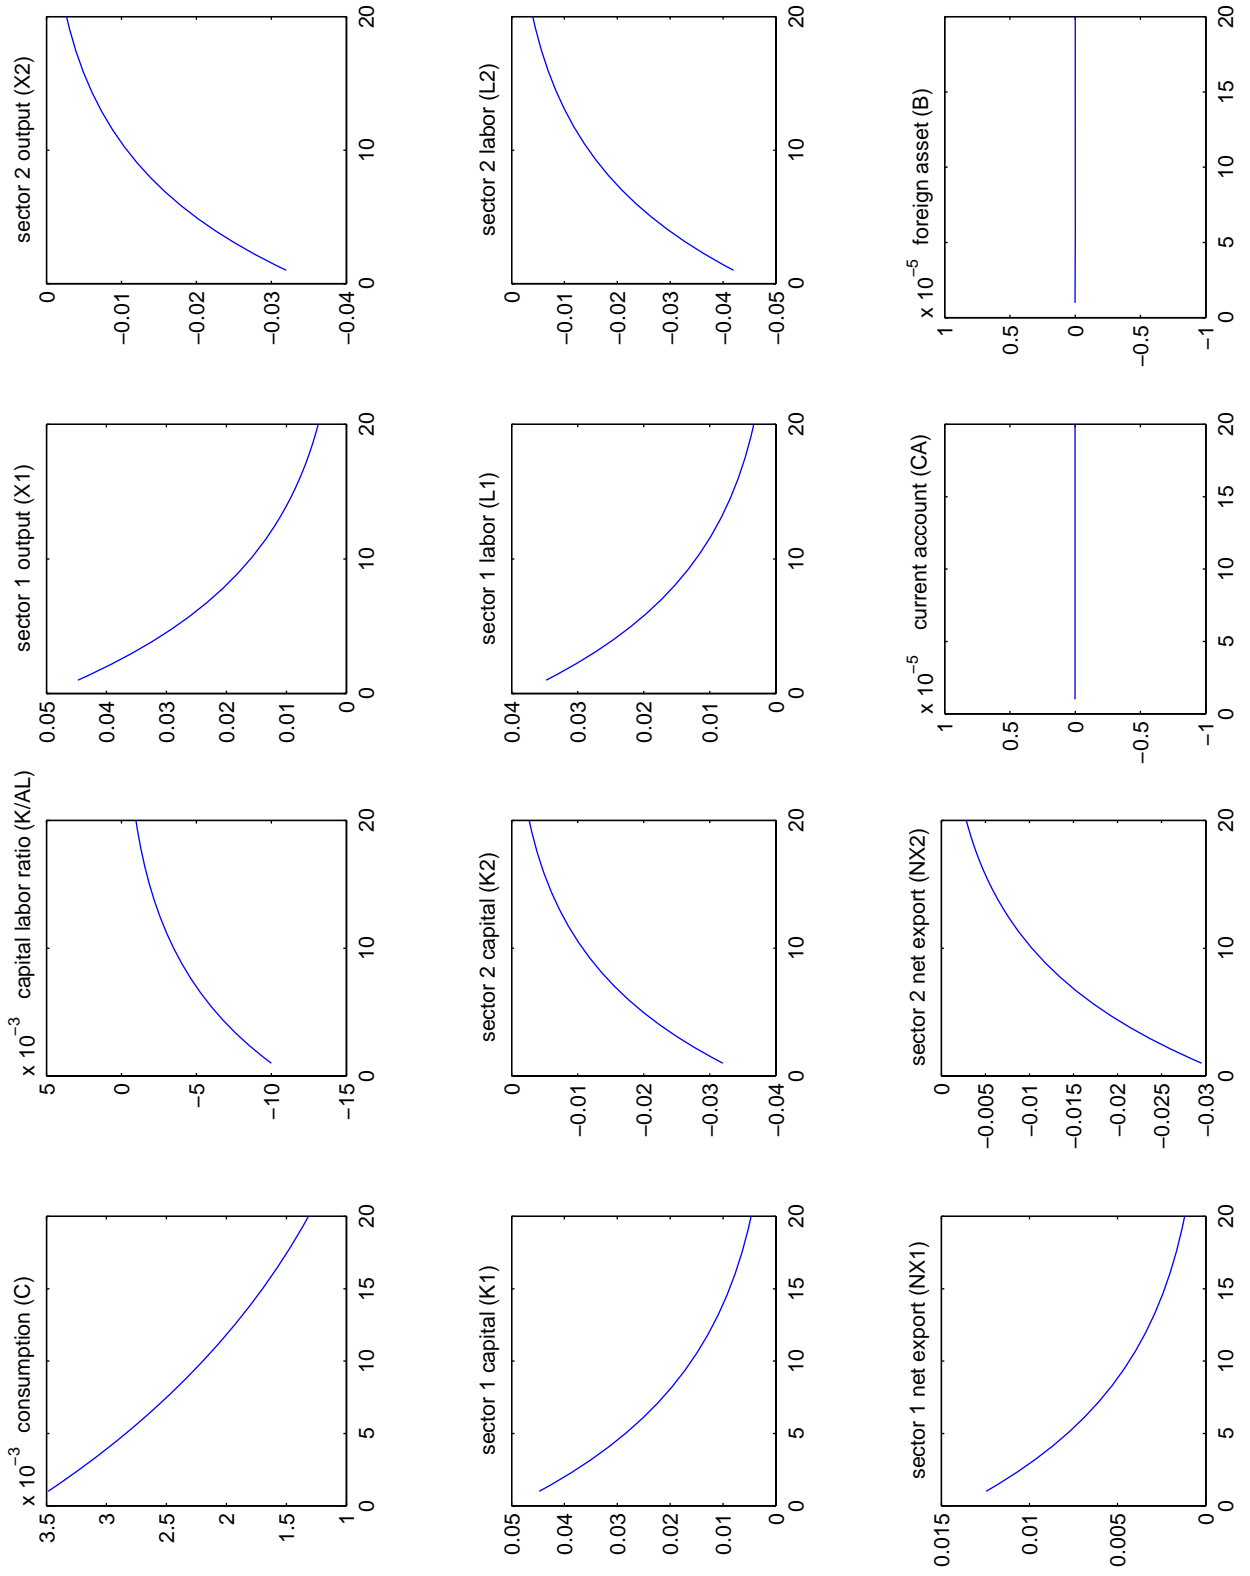 x 10−3 consumption (C)
3.5
3
2.5
2
1.5
1
0 5 10 15 20
x 10−3 capital labor ratio (K/AL)
5
0
−5
−10
−15
0 10 20
sector 1 output (X1)
0.05
0.04
0.03
0.02
0.01
0
0 10 20
sector 2 output (X2)
0
−0.01
−0.02
−0.03
−0.04
0 10 20
sector 1 capital (K1)
0.05
0.04
0.03
0.02
0.01
0
0 5 10 15 20
sector 2 capital (K2)
0
−0.01
−0.02
−0.03
−0.04
0 10 20
sector 1 labor (L1)
0.04
0.03
0.02
0.01
0
0 10 20
sector 2 labor (L2)
0
−0.01
−0.02
−0.03
−0.04
−0.05
0 10 20
sector 1 net export (NX1)
0.015
0.01
0.005
0
0 5 10 15 20
sector 2 net export (NX2)
0
−0.005
−0.01
−0.015
−0.02
−0.025
−0.03
0 10 20
x 10−5 current account (CA)
1
0.5
0
−0.5
−1
0 5 10 15 20
x 10−5 foreign asset (B)
1
0.5
0
−0.5
−1
0 5 10 15 20